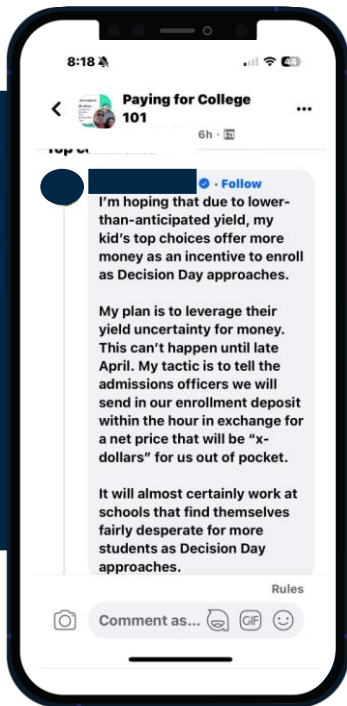 8:18
44
Paying for College
101
6h
Follow
I'm hoping that due to lower-
than-anticipated yield, my
kid's top choices offer more
money as an incentive to enroll
as Decision Day approaches.
My plan is to leverage their
yield uncertainty for money.
This can't happen until late
April. My tactic is to tell the
admissions officers we will
send in our enrollment deposit
within the hour in exchange for
a net price that will be “x-
dollars” for us out of pocket.
It will almost certainly work at
schools that find themselves
fairly desperate for more
students as Decision Day
approaches.
Rules
Comment as...
GIF